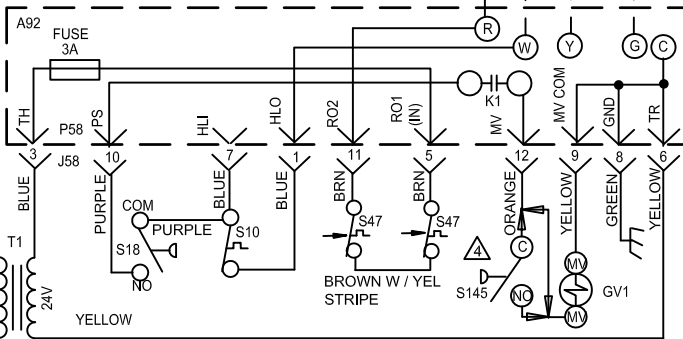 A92
FUSE
3A
R
W
Y
G
C
K1
TH
PS
HLI
HLO
RO2
RO1
(IN)
MV
MV COM
GND
TR
P58
J58
3
10
7
1
11
5
12
9
8
6
BLUE
PURPLE
BLUE
BLUE
BRN
BRN
ORANGE
YELLOW
GREEN
YELLOW
COM
PURPLE
S18
NO
S10
S47
S47
BROWN W / YEL
STRIPE
4
C
S145
NO
MV
MV
GV1
T1
24V
YELLOW